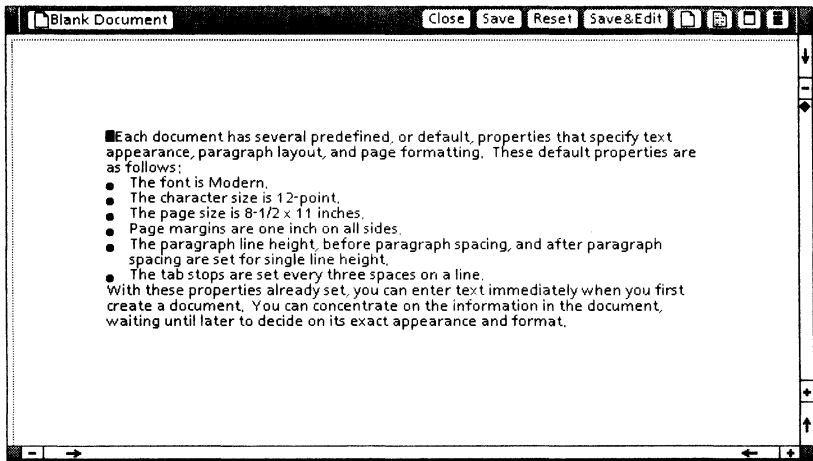 Blank Document Close Save Reset Save&Edit
Each document has several predefined, or default, properties that specify text
appearance, paragraph layout, and page formatting. These default properties are
as follows:
● The font is Modern.
● The character size is 12-point.
● The page size is 8-1/2 x 11 inches.
● Page margins are one inch on all sides.
● The paragraph line height, before paragraph spacing, and after paragraph
spacing are set for single line height.
● The tab stops are set every three spaces on a line.
With these properties already set, you can enter text immediately when you first
create a document. You can concentrate on the information in the document,
waiting until later to decide on its exact appearance and format.